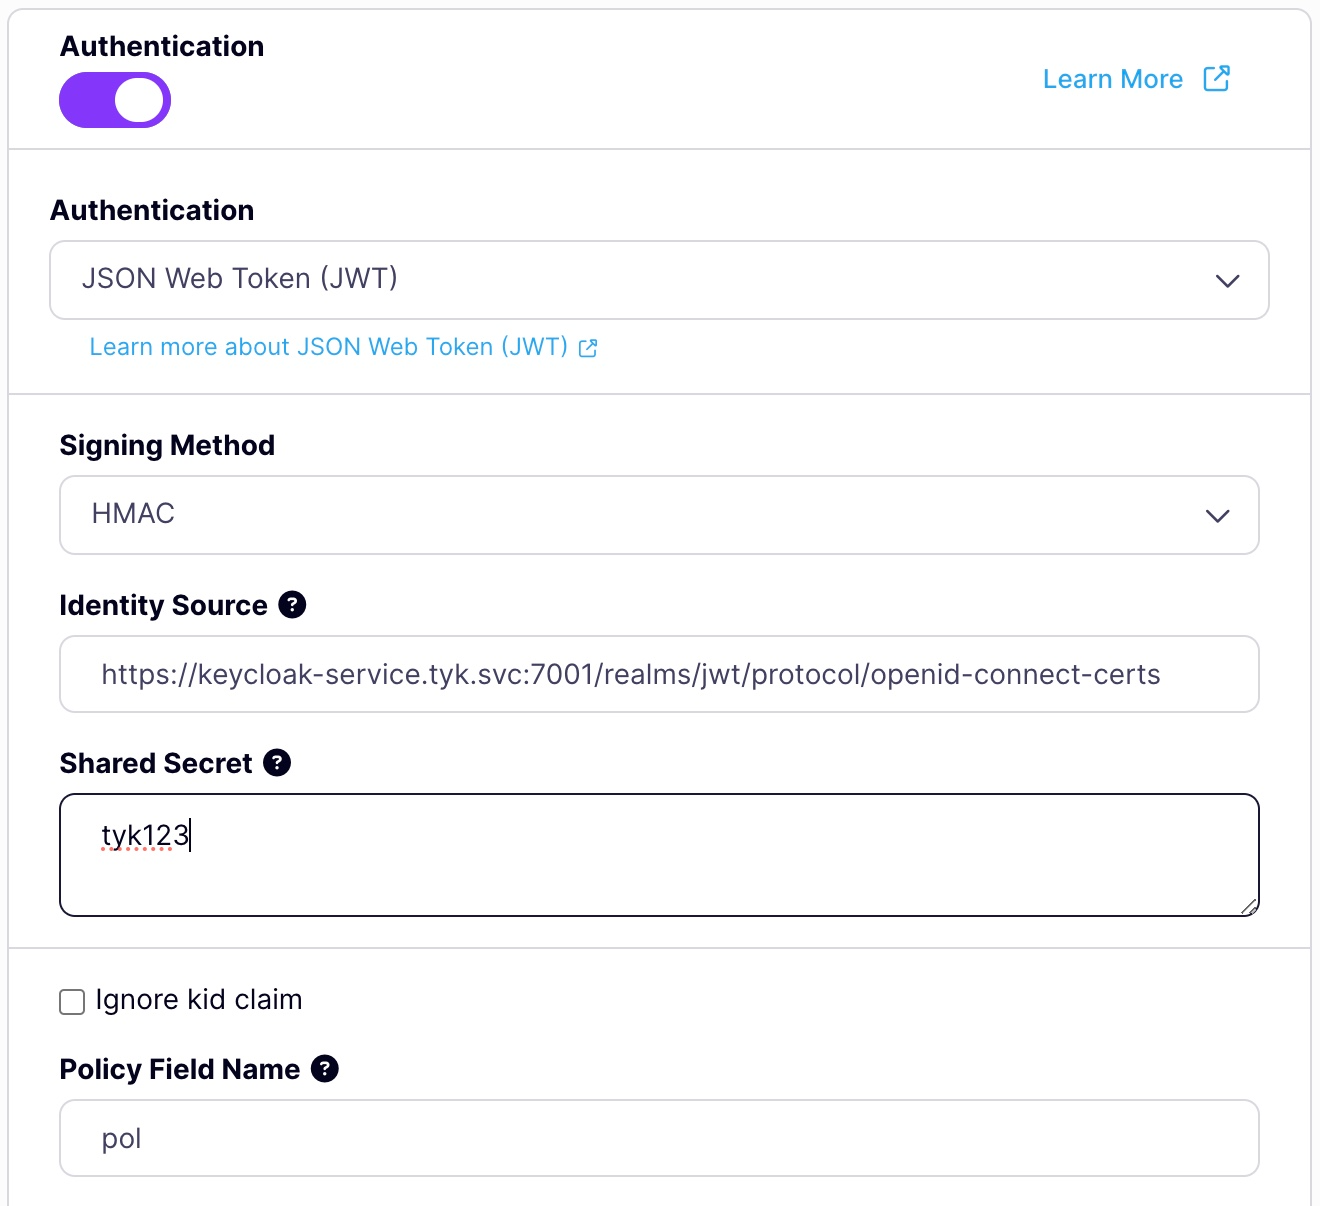 Authentication
Learn More
Authentication
JSON Web Token (JWT)
Learn more about JSON Web Token (JWT)
Signing Method
HMAC
Identity Source ?
https://keycloak-service.tyk.svc:7001/realms/jwt/protocol/openid-connect-certs
Shared Secret ?
tyk123
Ignore kid claim
Policy Field Name ?
pol